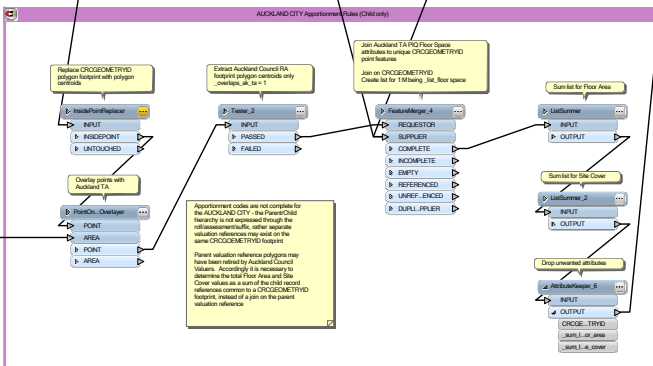 AUCKLAND CITY Apportionment Rules (Child only)
Replace CRCGEOMETRYID
polygon footprint with polygon
centroids
InsidePointReplacer
INPUT
INSIDEPOINT
UNTOUCHED
Overlay points with
Auckland TA
PointOn...Overlayer
POINT
AREA
POINT
AREA
Extract Auckland Council RA
footprint polygon centroids only
_overlaps_ak_ta = 1
Tester_2
INPUT
PASSED
FAILED
Apportionment codes are not complete for
the AUCKLAND CITY - the Parent/Child
hierarchy is not expressed through the
roll/assessment/suffix, rather separate
valuation references may exist on the
same CRCGOEMETRYID footprint
Parent valuation reference polygons may
have been retired by Auckland Council
Valuers. Accordingly it is necessary to
determine the total Floor Area and Site
Cover values as a sum of the child record
references common to a CRCGEOMETRYID
footprint, instead of a join on the parent
valuation reference
Join Auckland TA PIQ Floor Space
attributes to unique CRCGEOMETRYID
point features
Join on CRCGEOMETRYID
Create list for 1:M being _list_floor space
FeatureMerger_4
REQUESTOR
SUPPLIER
COMPLETE
INCOMPLETE
EMPTY
REFERENCED
UNREF...ENCED
DUPLI...PLIER
Sum list for Floor Area
ListSummer
INPUT
OUTPUT
Sum list for Site Cover
ListSummer_2
INPUT
OUTPUT
Drop unwanted attributes
AttributeKeeper_6
INPUT
OUTPUT
CRCGE...TRYID
_sum_l...or_area
_sum_l...e_cover